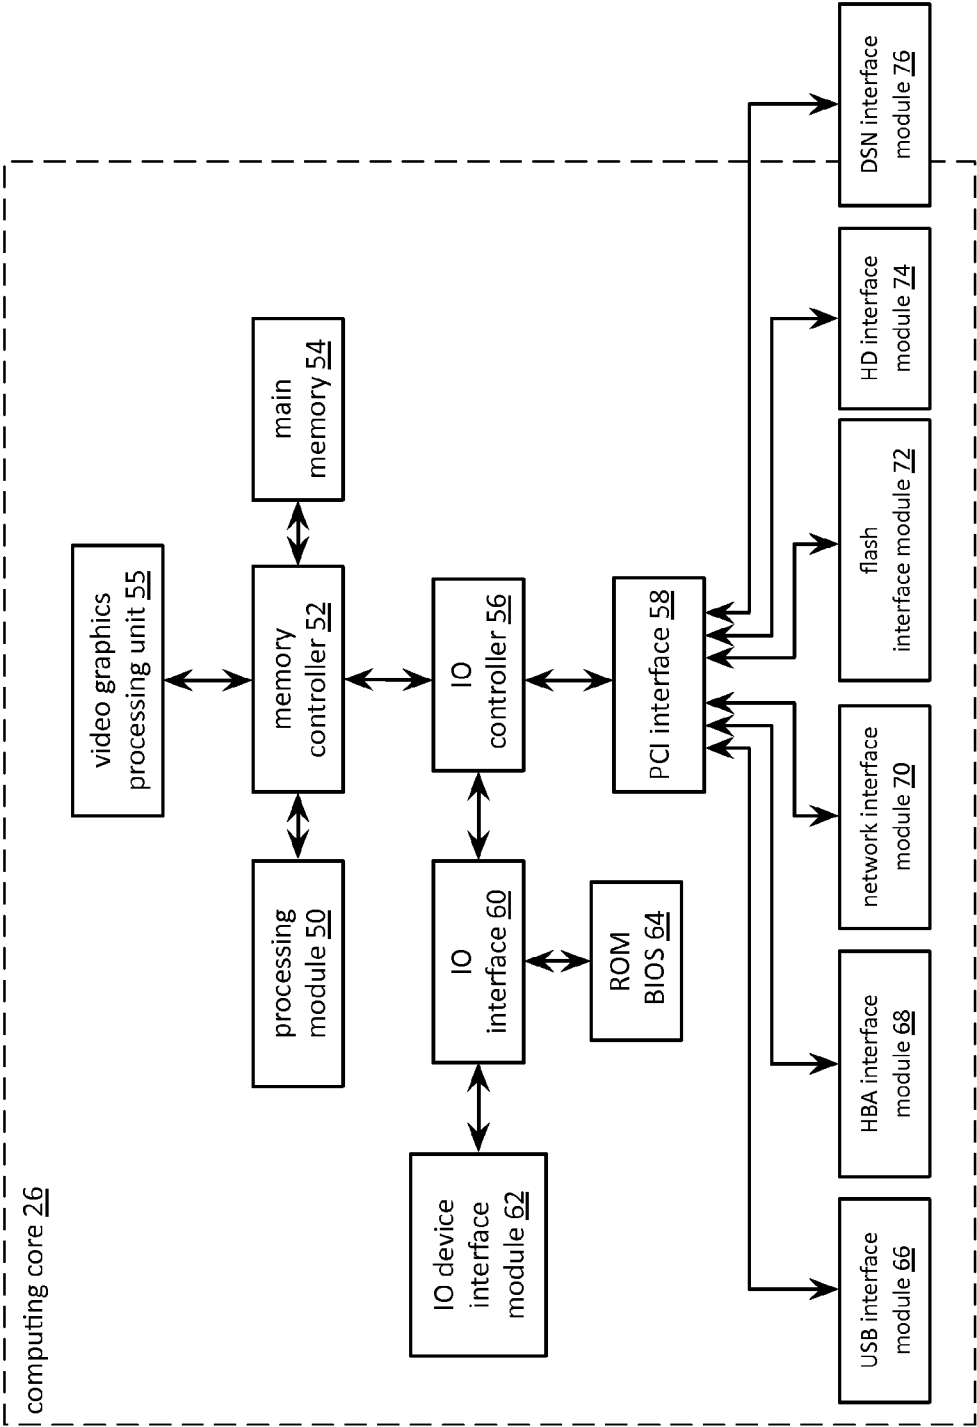 computing core 26
video graphics
processing unit 55
processing
module 50
memory
controller 52
main
memory 54
IO device
interface
module 62
IO
interface 60
IO
controller 56
ROM
BIOS 64
PCI interface 58
USB interface
module 66
HBA interface
module 68
network interface
module 70
flash
interface module 72
HD interface
module 74
DSN interface
module 76